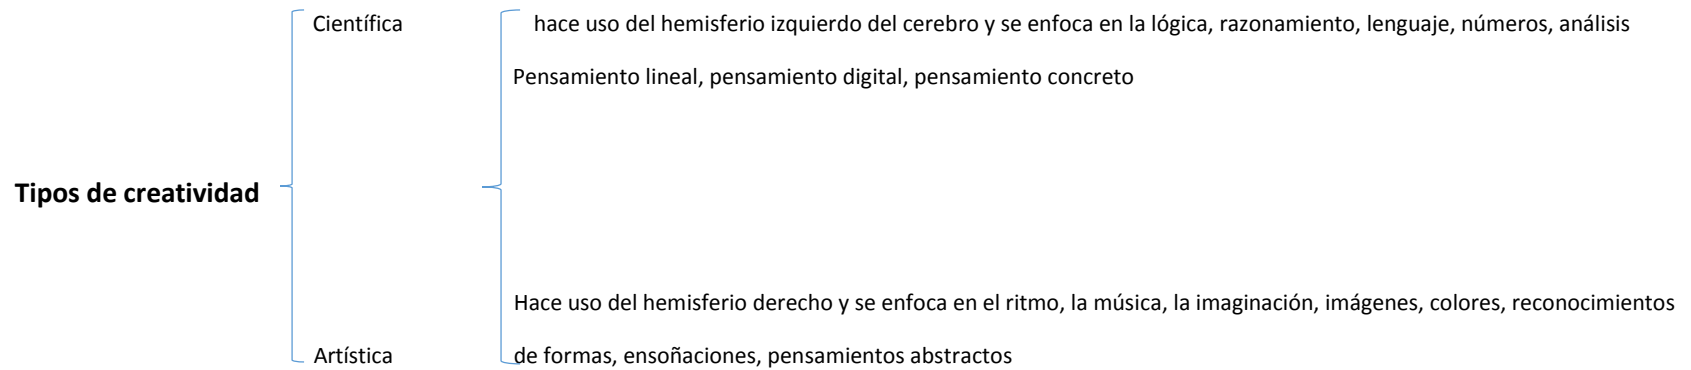 Científica
hace uso del hemisferio izquierdo del cerebro y se enfoca en la lógica, razonamiento, lenguaje, números, análisis
Pensamiento lineal, pensamiento digital, pensamiento concreto
Tipos de creatividad
Hace uso del hemisferio derecho y se enfoca en el ritmo, la música, la imaginación, imágenes, colores, reconocimientos
Artística
de formas, ensoñaciones, pensamientos abstractos